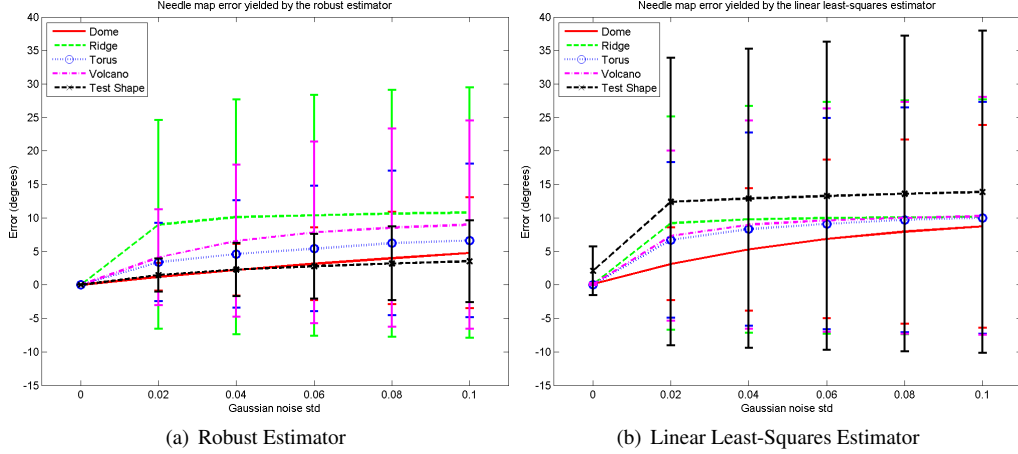 Needle map error yielded by the robust estimator
40
35
30
25
20
15
10
5
0
-5
-10
-15
Error (degrees)
Dome
Ridge
Torus
Volcano
Test Shape
0 0.02 0.04 0.06 0.08 0.1
Gaussian noise std
(a) Robust Estimator
Needle map error yielded by the linear least-squares estimator
40
35
30
25
20
15
10
5
0
-5
-10
-15
Error (degrees)
Dome
Ridge
Torus
Volcano
Test Shape
0 0.02 0.04 0.06 0.08 0.1
Gaussian noise std
(b) Linear Least-Squares Estimator